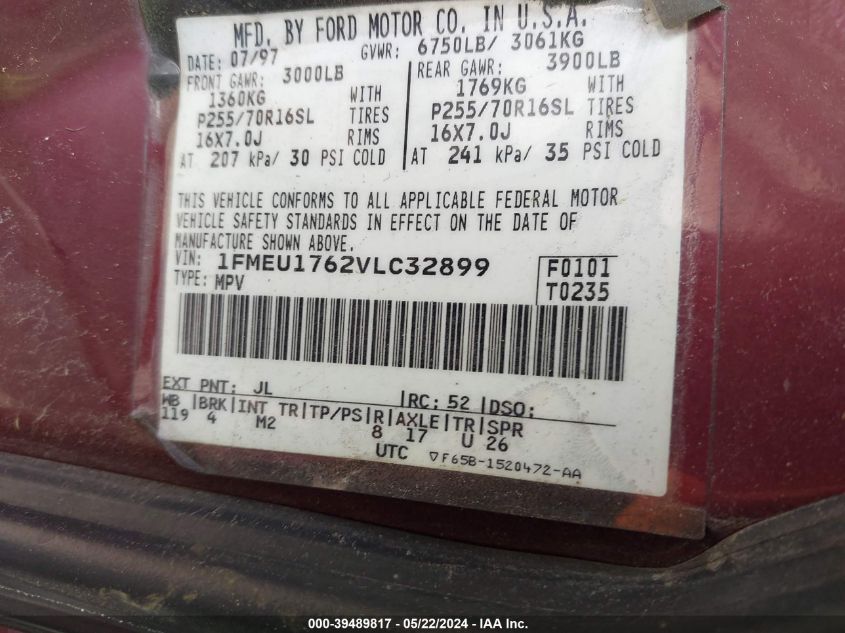 MFD. BY FORD MOTOR CO. IN U.S.A.
DATE: 07/97 GVWR: 6750LB/ 3061KG
FRONT GAWR: 3000LB REAR GAWR: 3900LB
1360KG WITH 1769KG WITH
P255/70R16SL TIRES P255/70R16SL TIRES
16X7.0J RIMS 16X7.0J RIMS
AT 207 kPa/ 30 PSI COLD AT 241 kPa/ 35 PSI COLD
THIS VEHICLE CONFORMS TO ALL APPLICABLE FEDERAL MOTOR
VEHICLE SAFETY STANDARDS IN EFFECT ON THE DATE OF
MANUFACTURE SHOWN ABOVE.
VIN: 1FMEU1762VLC32899 F0101
TYPE: MPV T0235
EXT PNT: JL RC: 52 DSO:
WB BRK INT TR TP/PS R AXLE TR SPR
119 4 M2 8 17 U 26
UTC ▽F65B-1520472-AA
000-39489817 - 05/22/2024 - IAAI Inc.